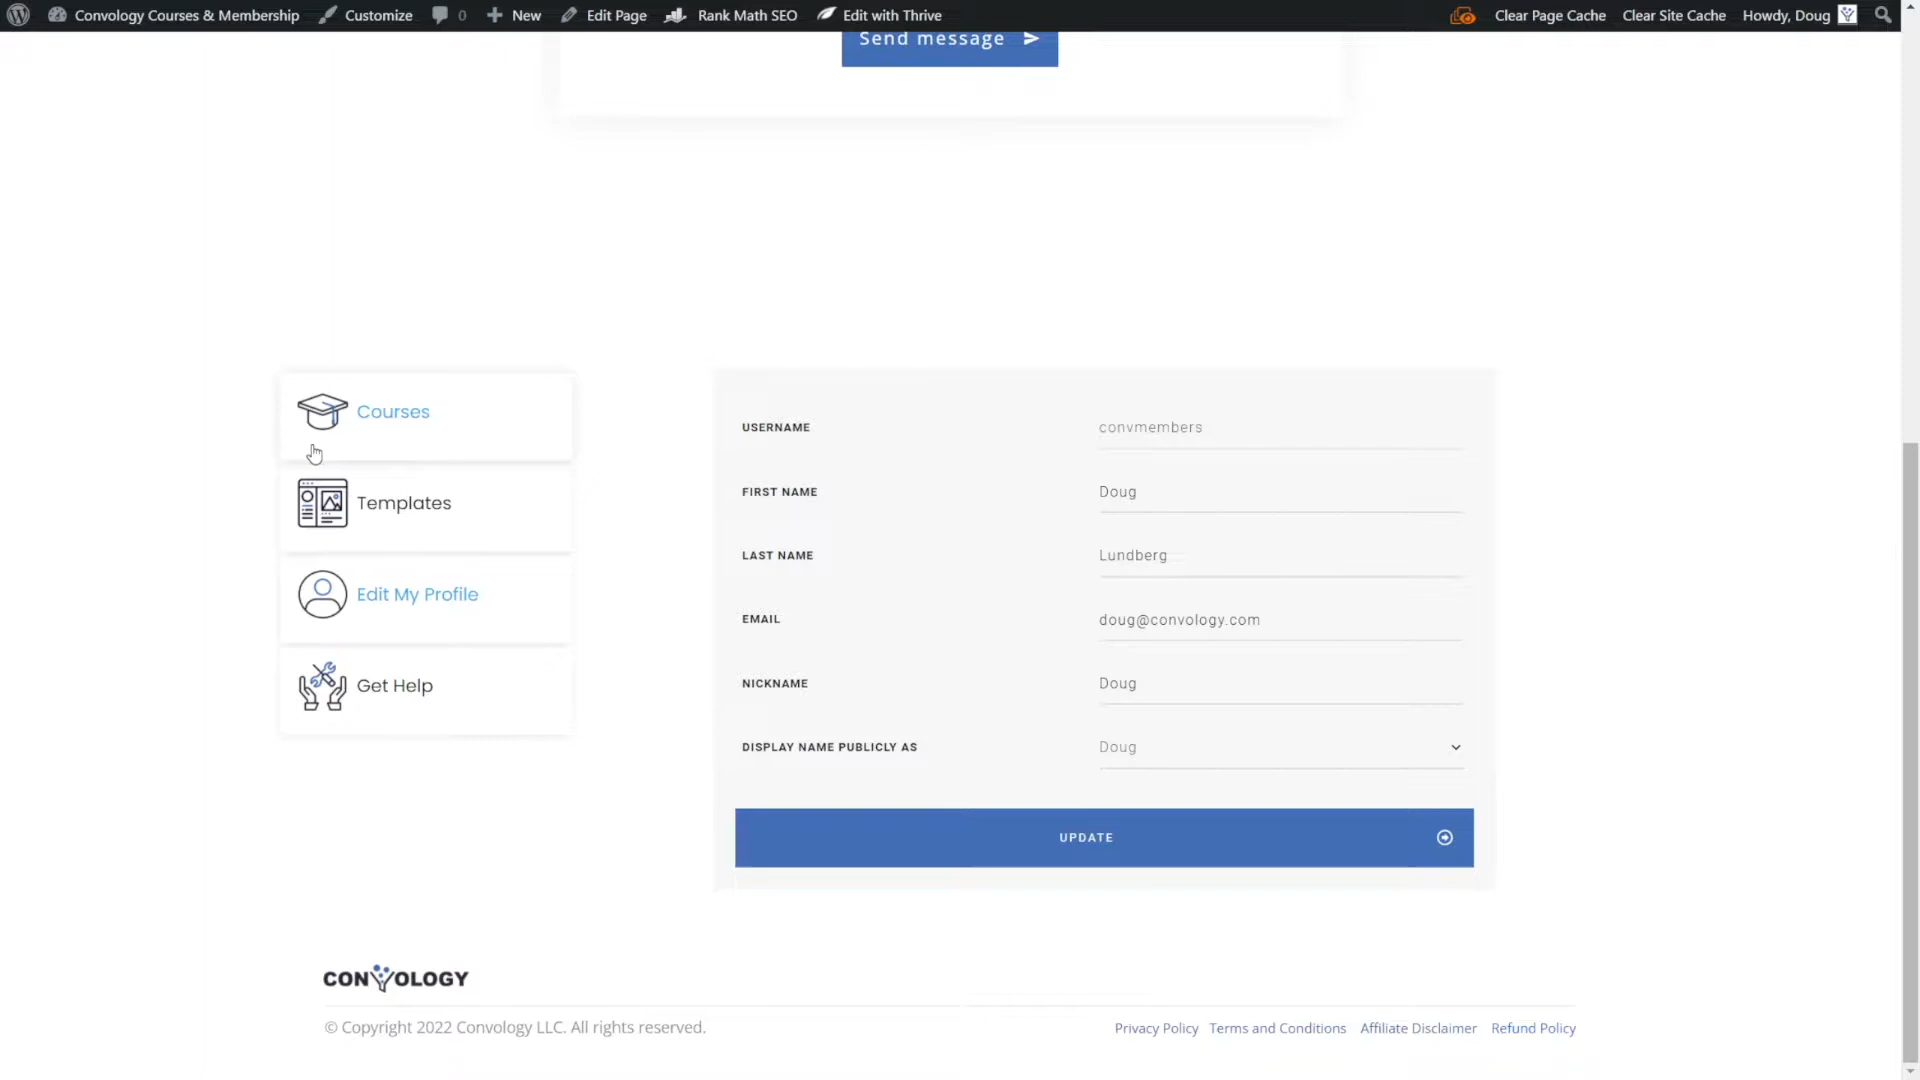 Convology Courses & Membership Customize 0 New Edit Page Rank Math SEO Edit with Thrive Clear Page Cache Clear Site Cache Howdy, Doug
Send message
Courses
Templates
Edit My Profile
Get Help
USERNAME convmembers
FIRST NAME Doug
LAST NAME Lundberg
EMAIL doug@convology.com
NICKNAME Doug
DISPLAY NAME PUBLICLY AS Doug
UPDATE
CONVOLOGY
© Copyright 2022 Convology LLC. All rights reserved. Privacy Policy Terms and Conditions Affiliate Disclaimer Refund Policy